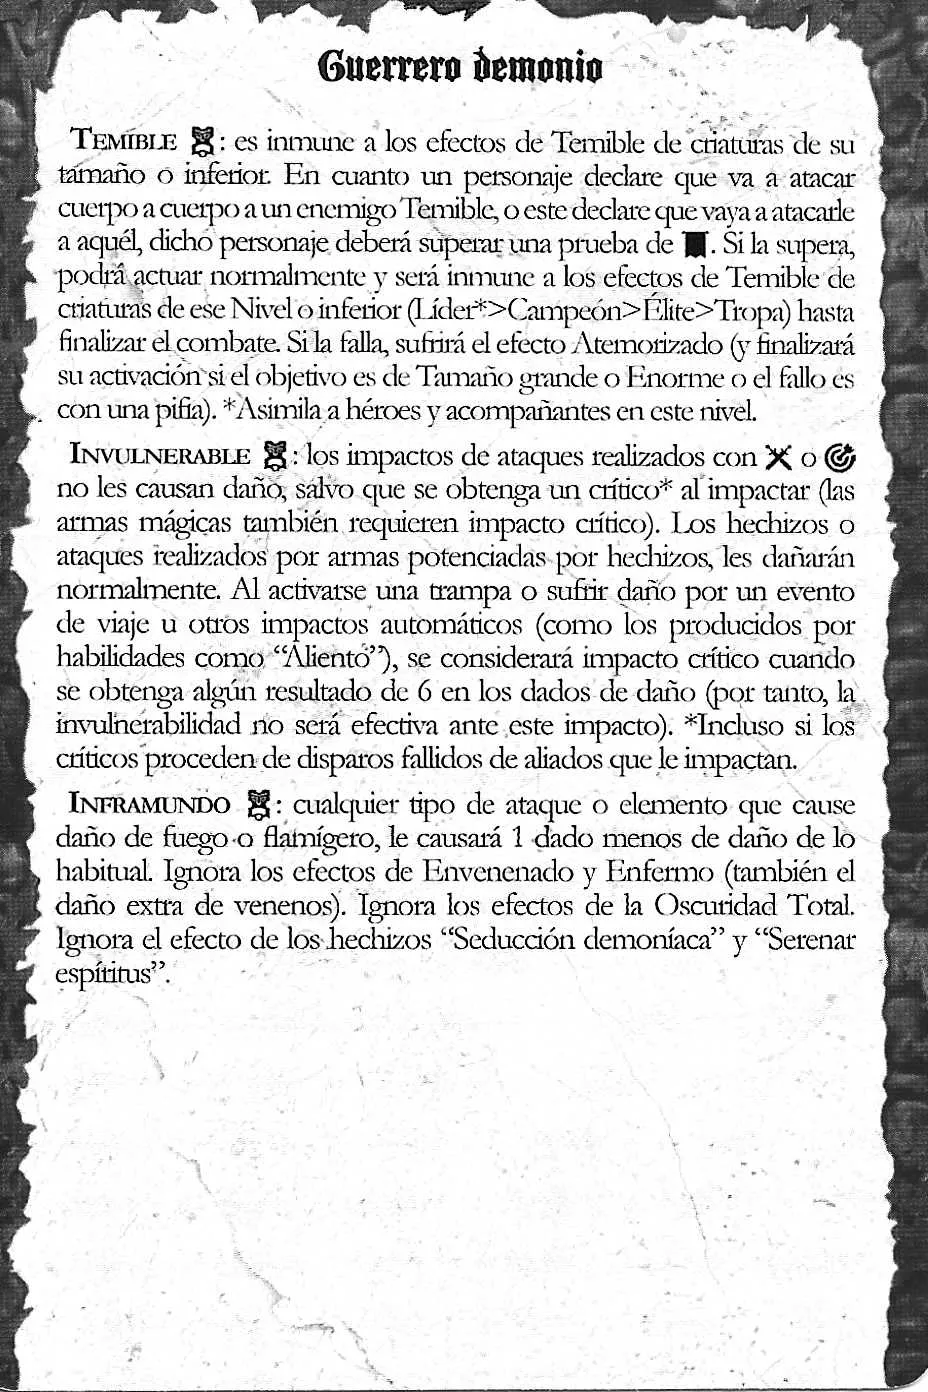 Guerrero demonio
TEMIBLE : es inmune a los efectos de Temible de criaturas de su
tamaño o inferior. En cuanto un personaje declare que va a atacar
cuerpo a cuerpo a un enemigo Temible, o este declare que vaya a atacarle
a aquél, dicho personaje deberá superar una prueba de . Si la supera,
podrá actuar normalmente y será inmune a los efectos de Temible de
criaturas de ese Nivel o inferior (Líder*>Campeón>Élite>Tropa) hasta
finalizar el combate. Si la falla, sufrirá el efecto Atemorizado (y finalizará
su activación si el objetivo es de Tamaño grande o Enorme o el fallo es
con una pifia). *Asimila a héroes y acompañantes en este nivel.
INVULNERABLE : los impactos de ataques realizados con o
no les causan daño, salvo que se obtenga un crítico* al impactar (las
armas mágicas también requieren impacto crítico). Los hechizos o
ataques realizados por armas potenciadas por hechizos, les dañarán
normalmente. Al activarse una trampa o sufrir daño por un evento
de viaje u otros impactos automáticos (como los producidos por
habilidades como “Aliento”), se considerará impacto crítico cuando
se obtenga algún resultado de 6 en los dados de daño (por tanto, la
invulnerabilidad no será efectiva ante este impacto). *Incluso si los
críticos proceden de disparos fallidos de aliados que le impactan.
INFRAMUNDO : cualquier tipo de ataque o elemento que cause
daño de fuego o flamígero, le causará 1 dado menos de daño de lo
habitual. Ignora los efectos de Envenenado y Enfermo (también el
daño extra de venenos). Ignora los efectos de la Oscuridad Total.
Ignora el efecto de los hechizos “Seducción demoníaca” y “Serenar
espíritus”.